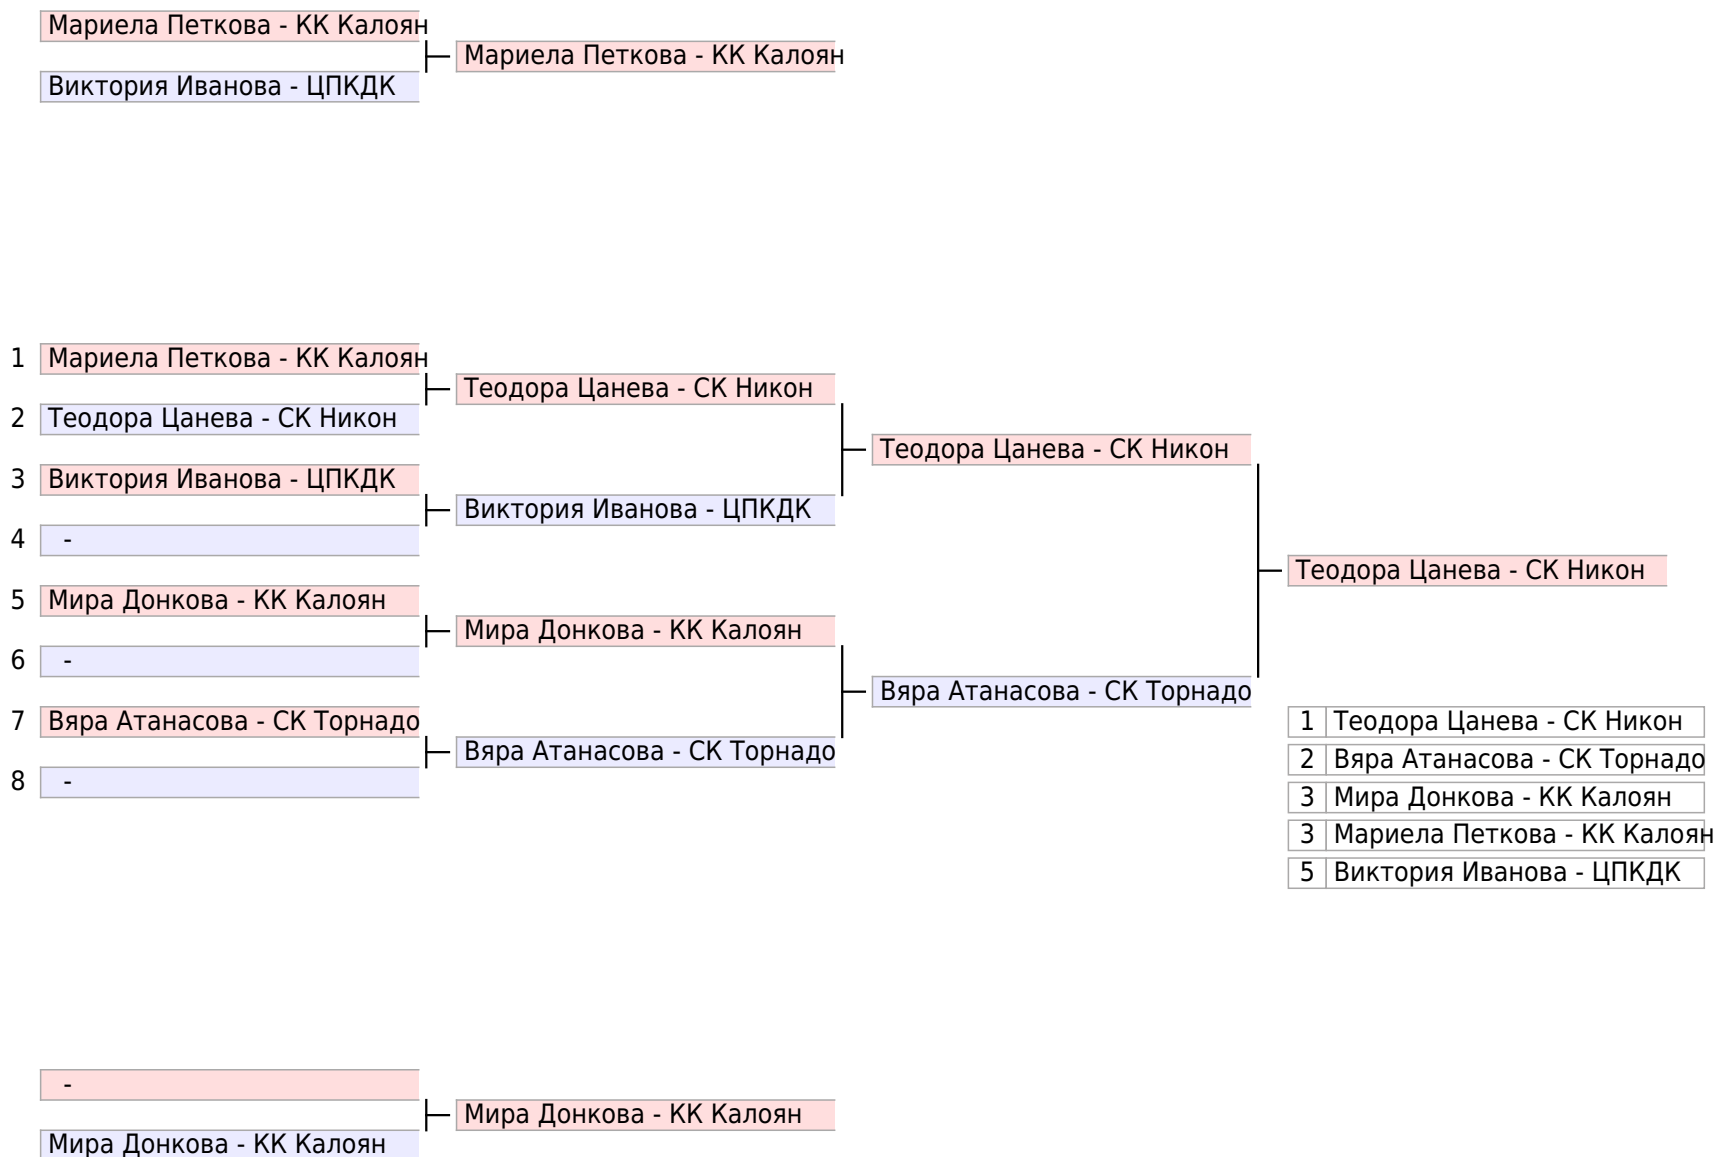 Мариела Петкова - КК Калоян
Мариела Петкова - КК Калоян
Виктория Иванова - ЦПКДК
1 Мариела Петкова - КК Калоян
Теодора Цанева - СК Никон
2 Теодора Цанева - СК Никон
Теодора Цанева - СК Никон
3 Виктория Иванова - ЦПКДК
Виктория Иванова - ЦПКДК
4 -
Теодора Цанева - СК Никон
5 Мира Донкова - КК Калоян
Мира Донкова - КК Калоян
6 -
Вяра Атанасова - СК Торнадо
7 Вяра Атанасова - СК Торнадо
Вяра Атанасова - СК Торнадо
8 -
1 Теодора Цанева - СК Никон
2 Вяра Атанасова - СК Торнадо
3 Мира Донкова - КК Калоян
3 Мариела Петкова - КК Калоян
5 Виктория Иванова - ЦПКДК
-
Мира Донкова - КК Калоян
Мира Донкова - КК Калоян